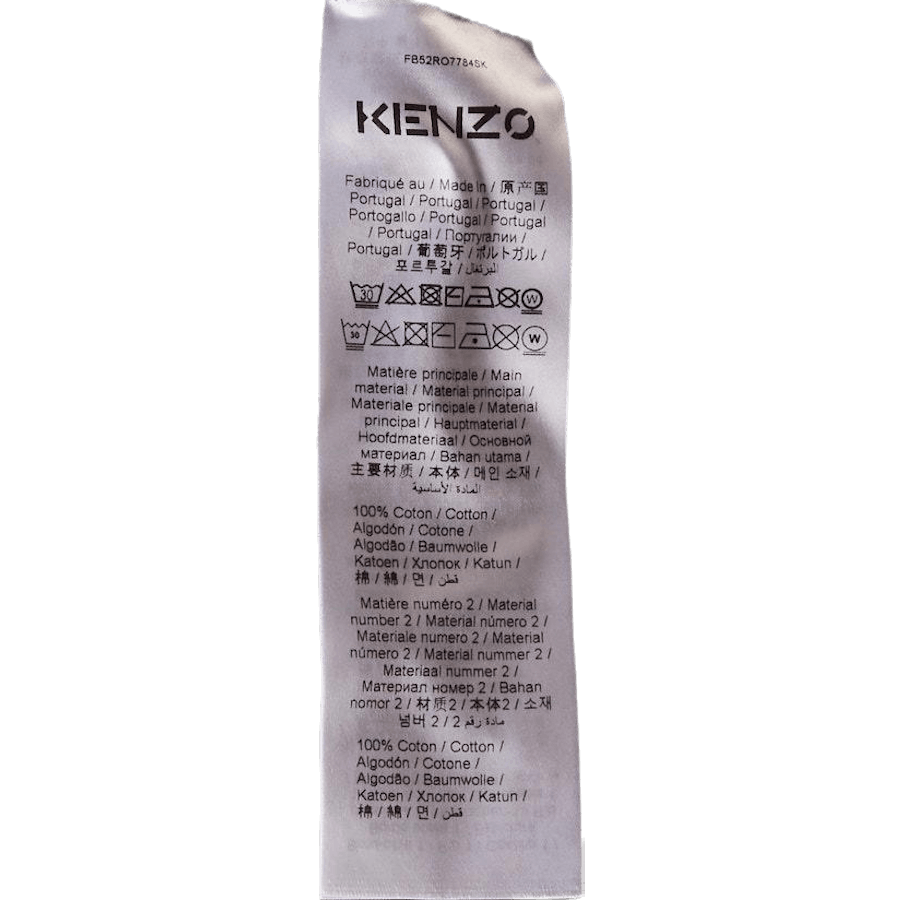 FB52RO7784SK
KENZO
Fabriqué au / Made in / 原产国
Portugal / Portugal / Portugal /
Portogallo / Portugal / Portugal
/ Portugal / Португалии /
Portugal / 葡萄牙 / ポルトガル /
포르투갈 / البرتغال
30 W
30 W
Matière principale / Main
material / Material principal /
Materiale principale / Material
principal / Hauptmaterial /
Hoofdmateriaal / Основной
материал / Bahan utama /
主要材质 / 本体 / 메인 소재 /
المادة الأساسية
100% Coton / Cotton /
Algodón / Cotone /
Algodão / Baumwolle /
Katoen / Хлопок / Katun /
棉 / 綿 / 면 / قطن
Matière numéro 2 / Material
number 2 / Material número 2 /
Materiale numero 2 / Material
número 2 / Material nummer 2 /
Materiaal nummer 2 /
Материал номер 2 / Bahan
nomor 2 / 材质2 / 本体2 / 소재
넘버 2 / مادة رقم 2
100% Coton / Cotton /
Algodón / Cotone /
Algodão / Baumwolle /
Katoen / Хлопок / Katun /
棉 / 綿 / 면 / قطن